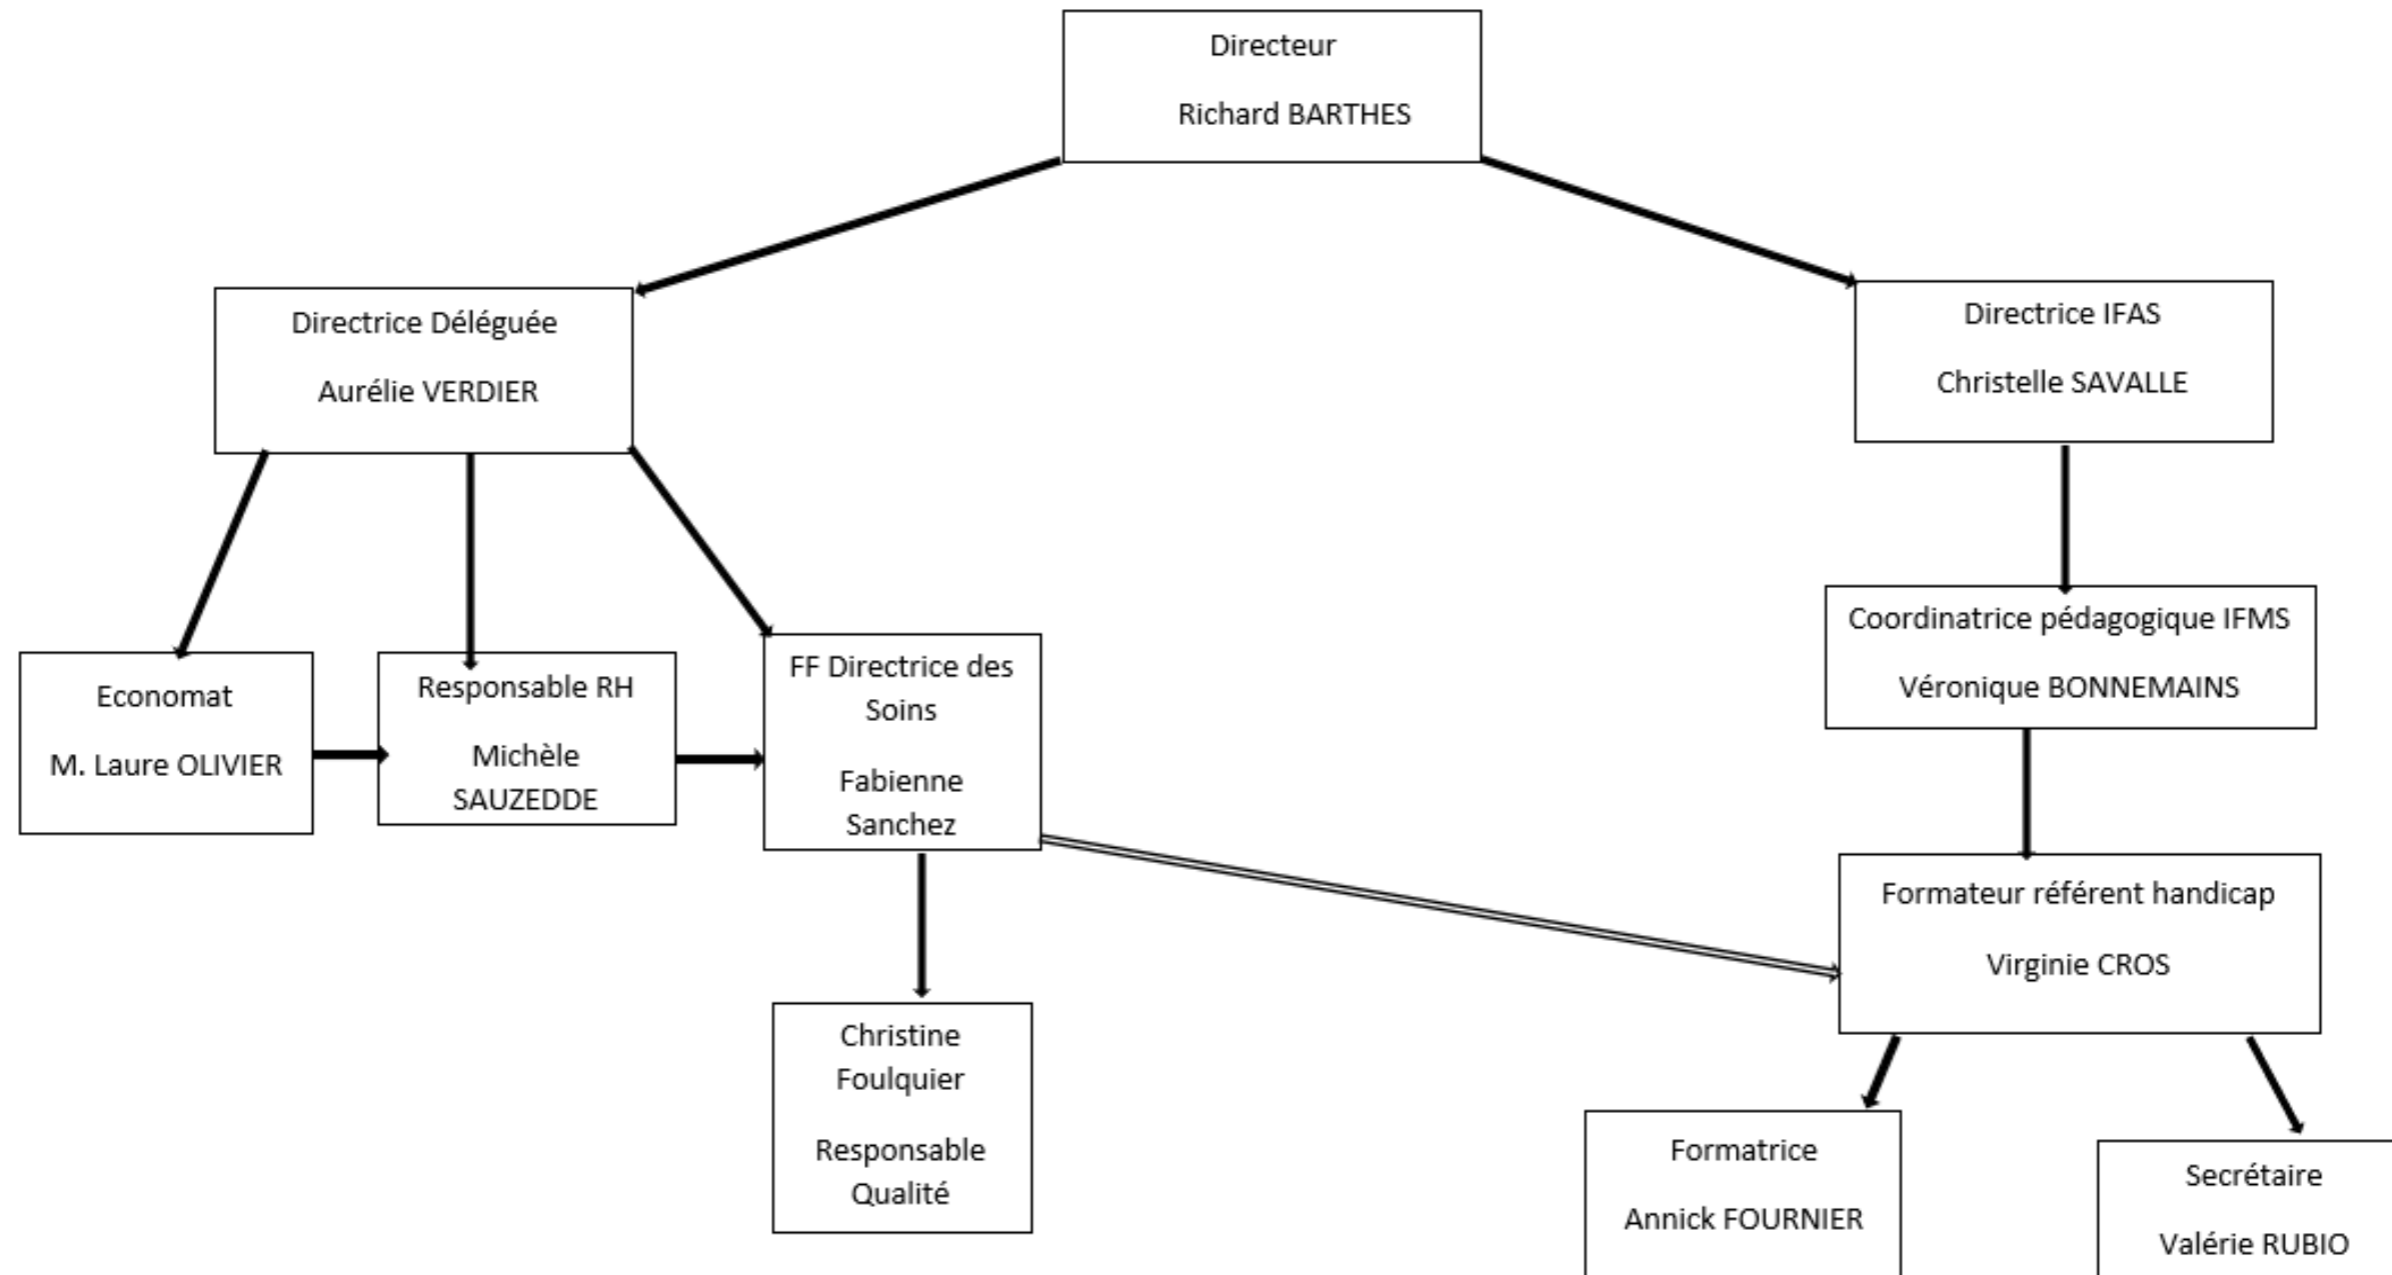 Directeur
Richard BARTHES
Directrice Déléguée
Aurélie VERDIER
Directrice IFAS
Christelle SAVALLE
Economat
M. Laure OLIVIER
Responsable RH
Michèle
SAUZEDDE
FF Directrice des
Soins
Fabienne
Sanchez
Coordinatrice pédagogique IFMS
Véronique BONNEMAINS
Formateur référent handicap
Virginie CROS
Christine
Foulquier
Responsable
Qualité
Formatrice
Annick FOURNIER
Secrétaire
Valérie RUBIO